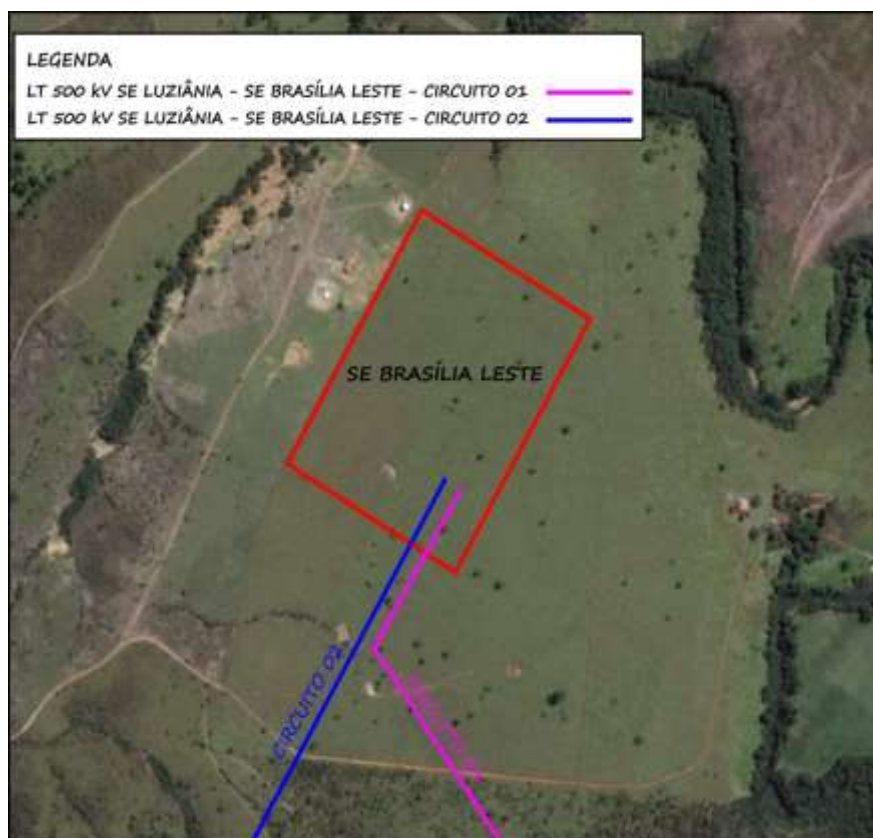 LEGENDA
LT 500 kV SE LUZIÂNIA - SE BRASÍLIA LESTE - CIRCUITO 01
LT 500 kV SE LUZIÂNIA - SE BRASÍLIA LESTE - CIRCUITO 02
SE BRASÍLIA LESTE
CIRCUITO 02